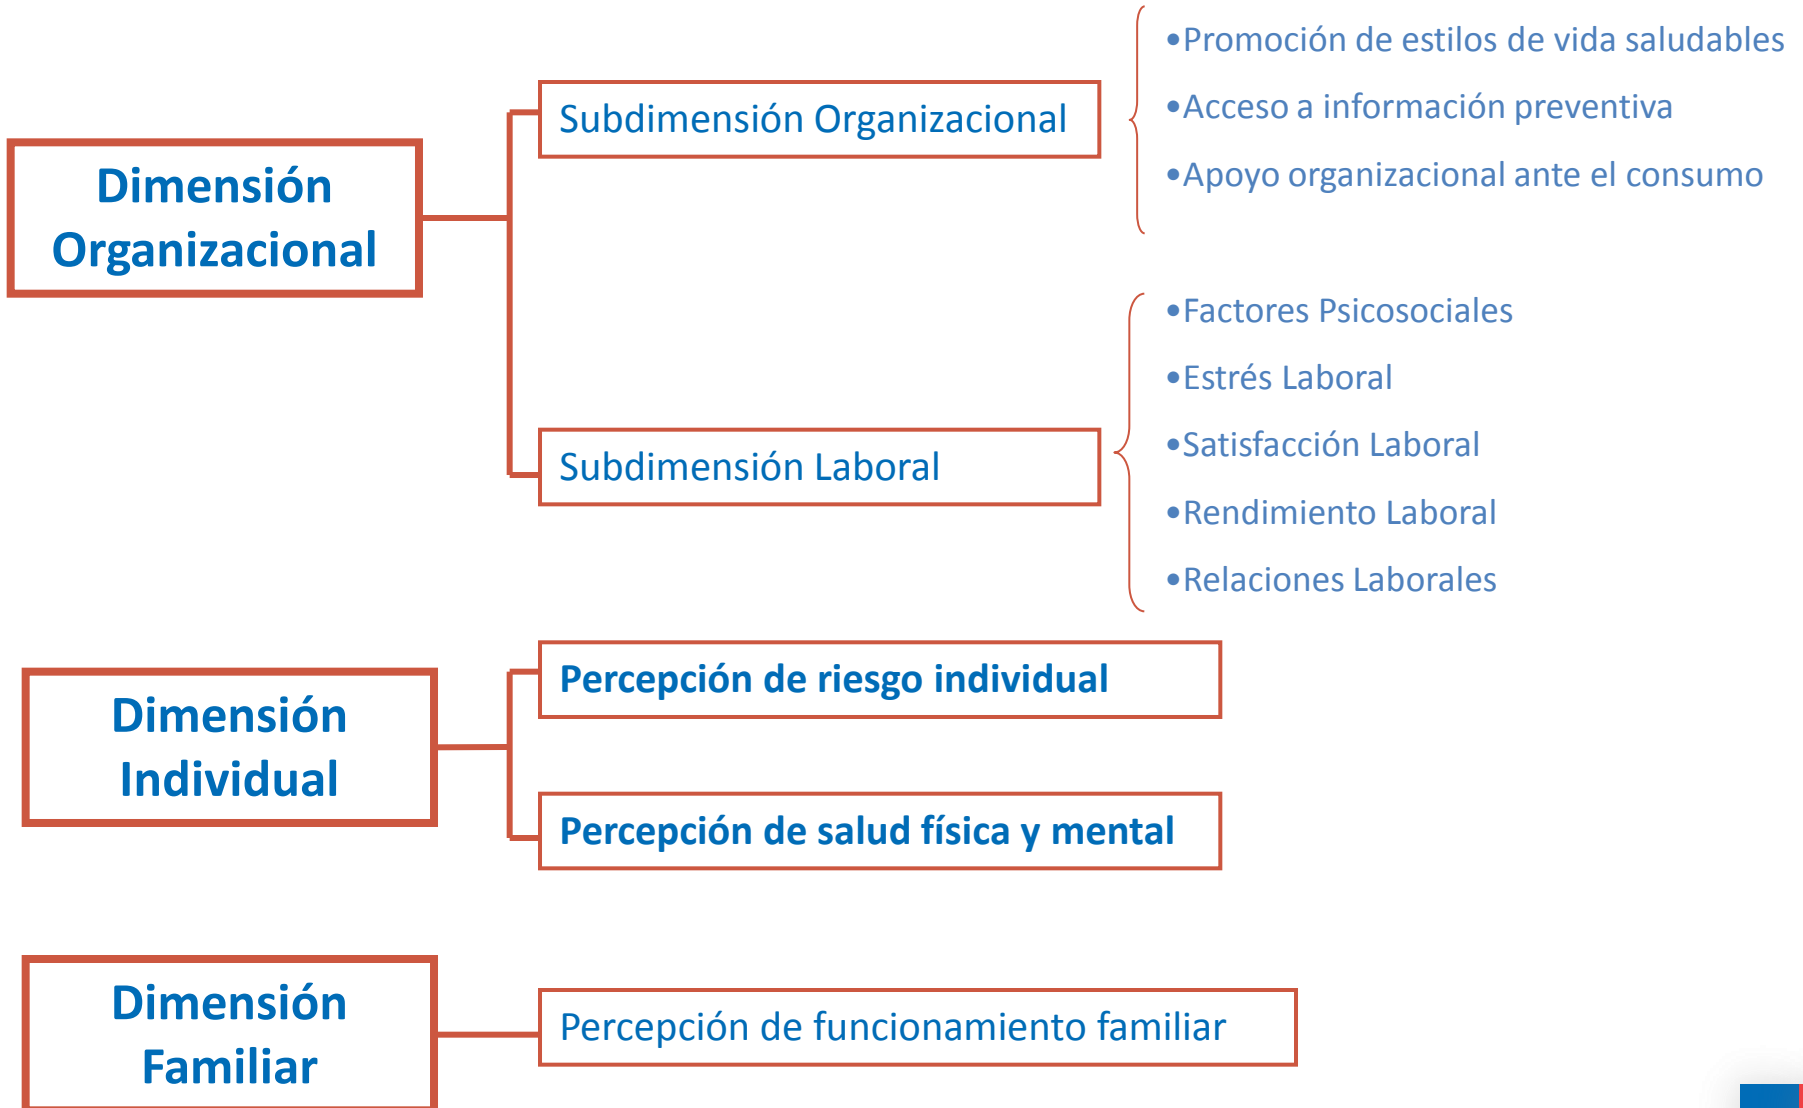 Dimensión
Organizacional
Subdimensión Organizacional
•Promoción de estilos de vida saludables
•Acceso a información preventiva
•Apoyo organizacional ante el consumo
Subdimensión Laboral
•Factores Psicosociales
•Estrés Laboral
•Satisfacción Laboral
•Rendimiento Laboral
•Relaciones Laborales
Dimensión
Individual
Percepción de riesgo individual
Percepción de salud física y mental
Dimensión
Familiar
Percepción de funcionamiento familiar